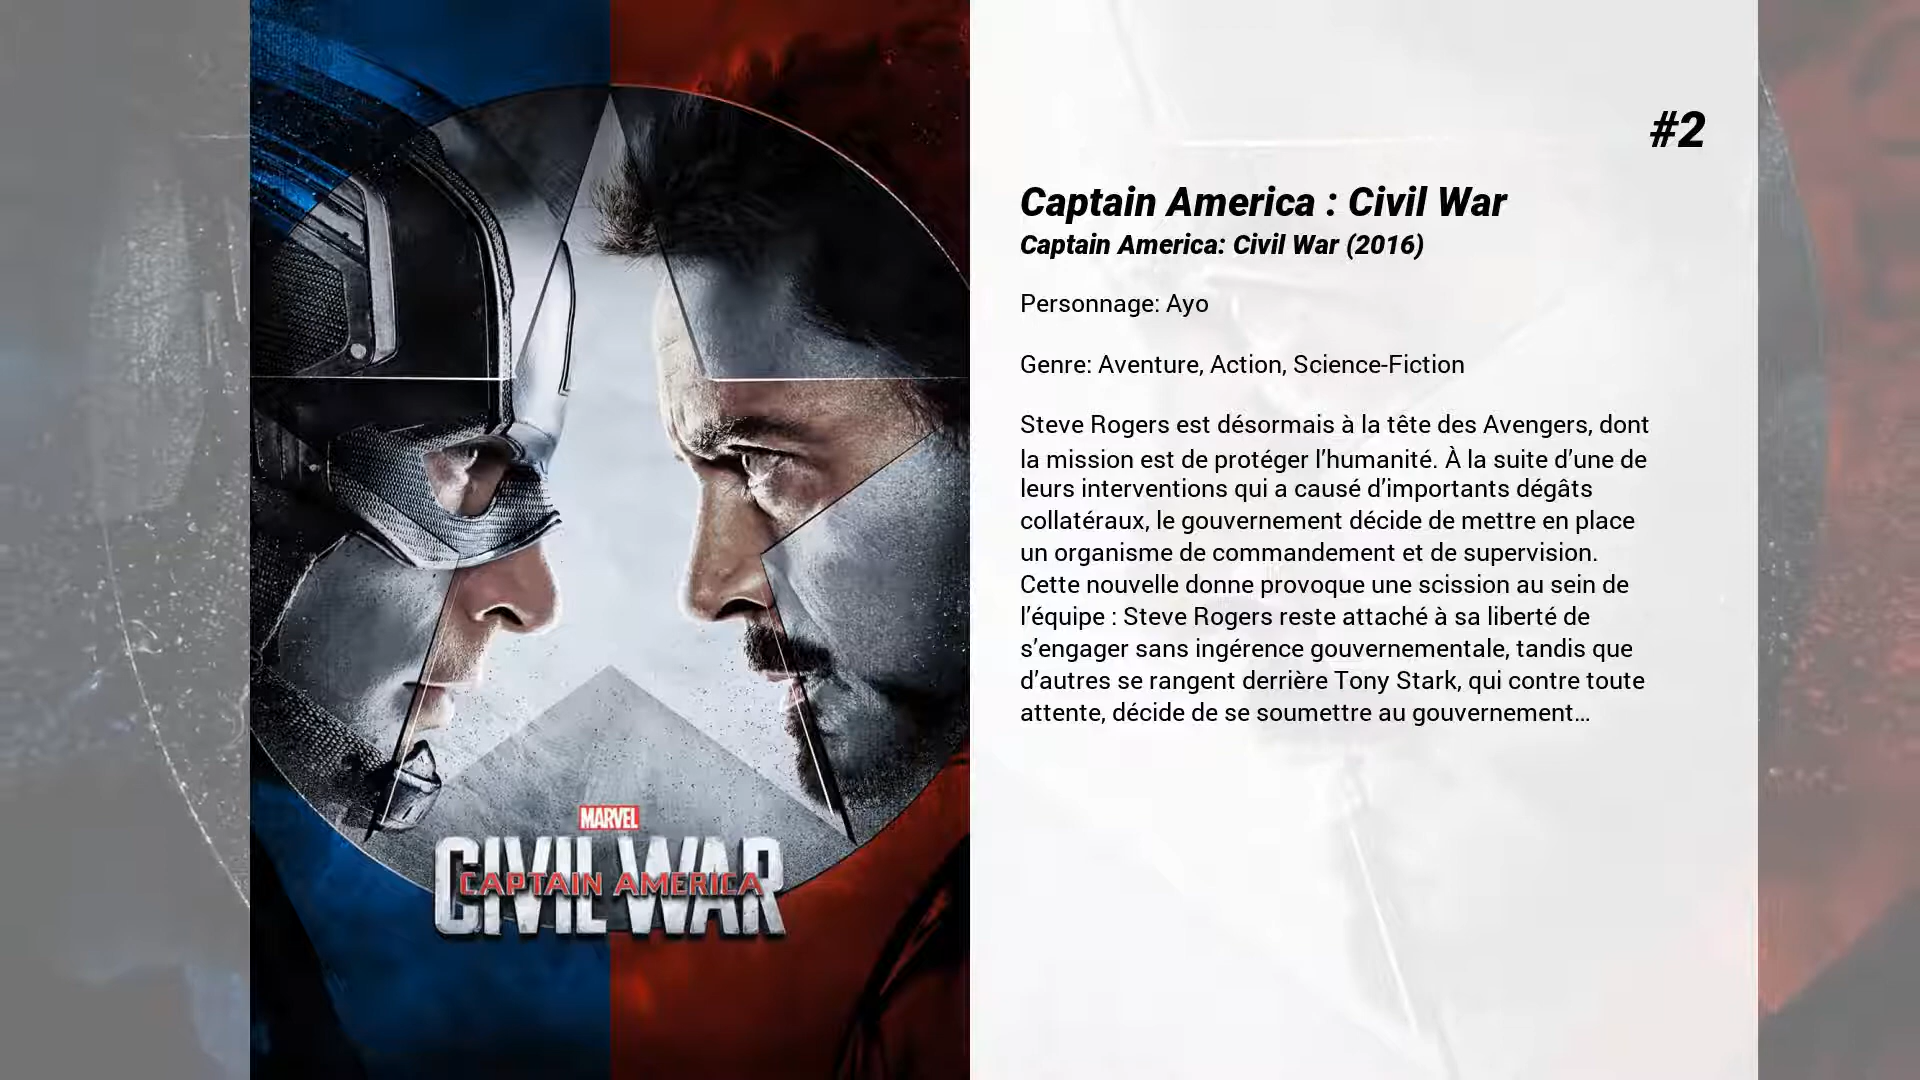 MARVEL
CIVIL WAR
CAPTAIN AMERICA
#2
Captain America : Civil War
Captain America: Civil War (2016)
Personnage: Ayo
Genre: Aventure, Action, Science-Fiction
Steve Rogers est désormais à la tête des Avengers, dont
la mission est de protéger l’humanité. À la suite d’une de
leurs interventions qui a causé d’importants dégâts
collatéraux, le gouvernement décide de mettre en place
un organisme de commandement et de supervision.
Cette nouvelle donne provoque une scission au sein de
l’équipe : Steve Rogers reste attaché à sa liberté de
s’engager sans ingérence gouvernementale, tandis que
d’autres se rangent derrière Tony Stark, qui contre toute
attente, décide de se soumettre au gouvernement…